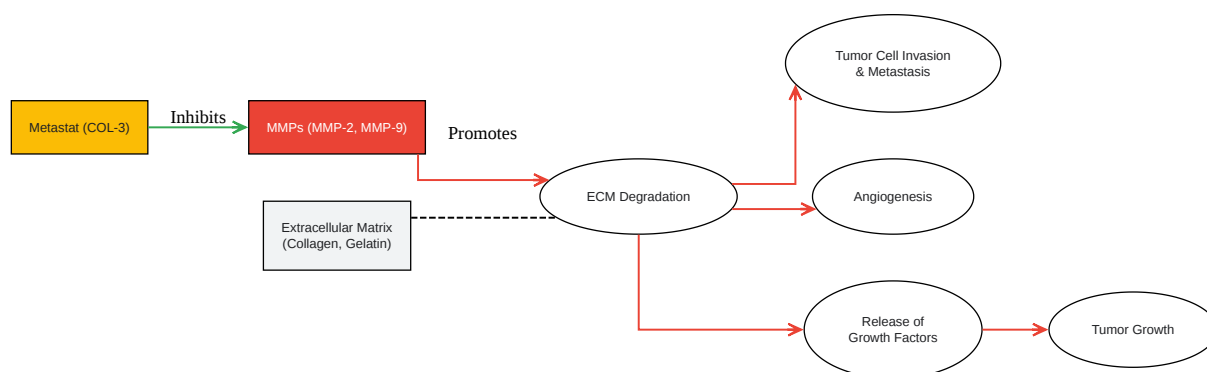 Tumor Cell Invasion
& Metastasis
Metastat (COL-3)
Inhibits
MMPs (MMP-2, MMP-9)
Promotes
ECM Degradation
Angiogenesis
Extracellular Matrix
(Collagen, Gelatin)
Release of
Growth Factors
Tumor Growth